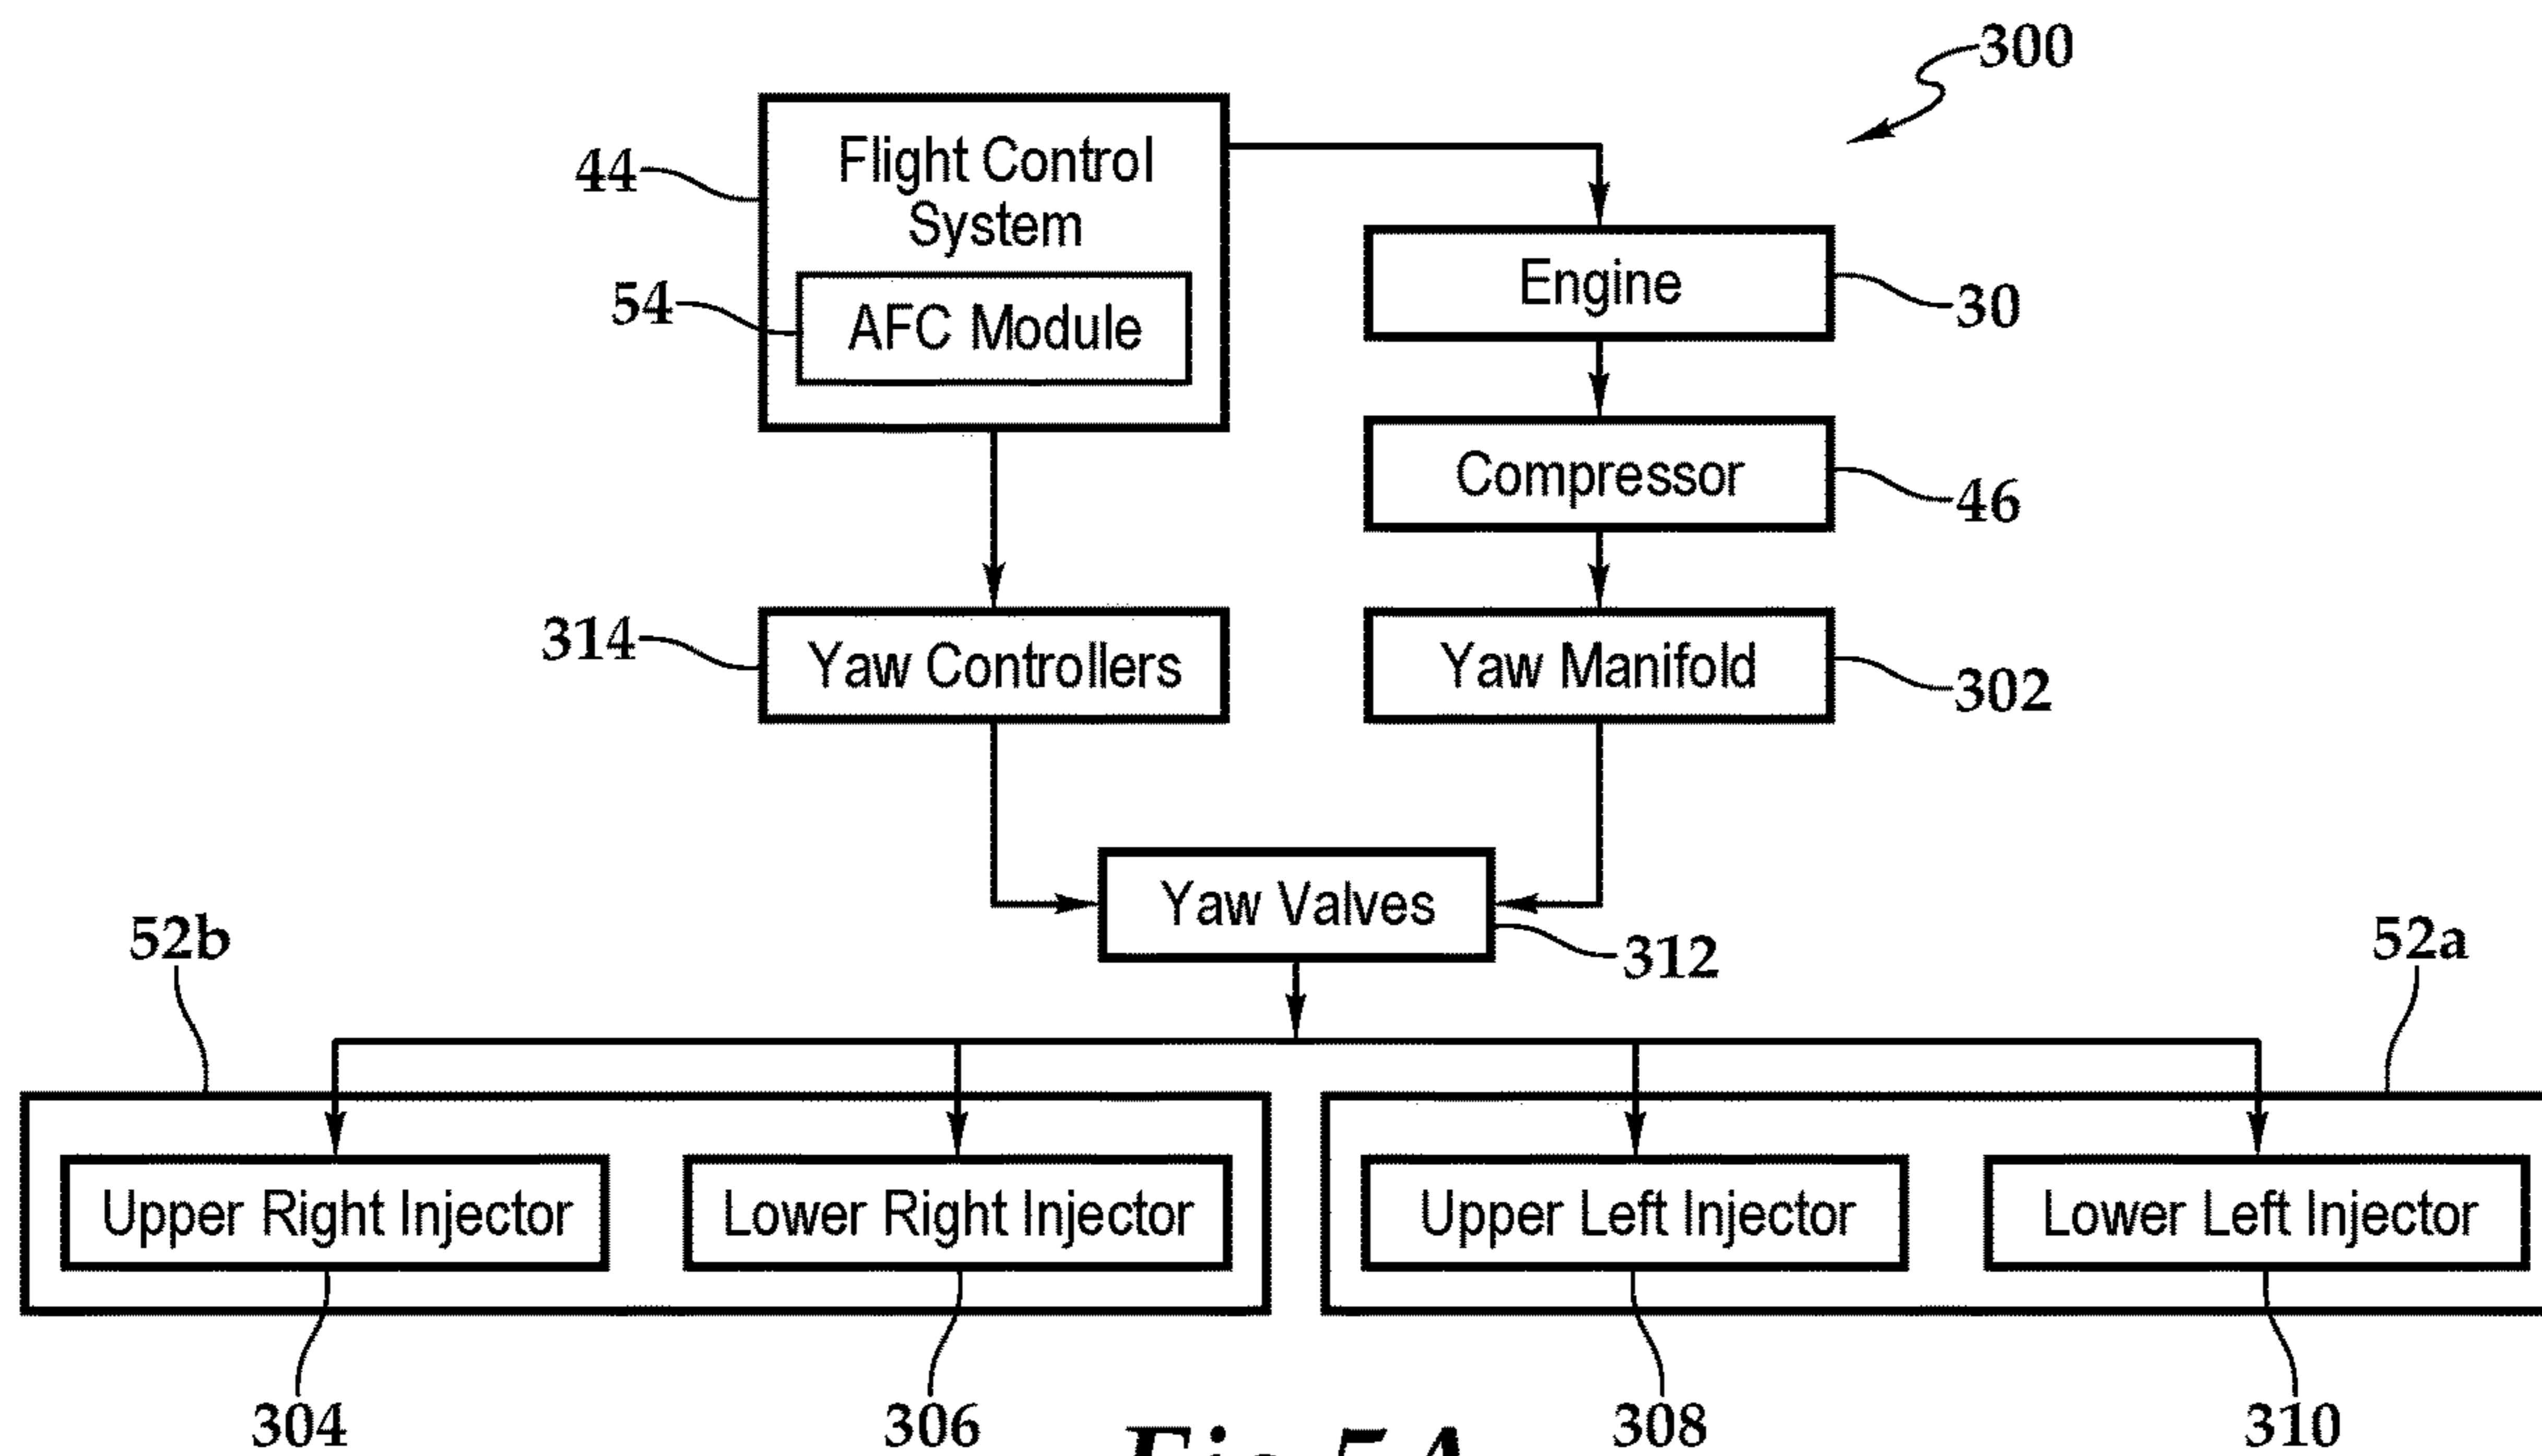 300
Flight Control
System
44
54
AFC Module
Engine
30
Compressor
46
314
Yaw Controllers
Yaw Manifold
302
Yaw Valves
312
52b
52a
Upper Right Injector
Lower Right Injector
Upper Left Injector
Lower Left Injector
304
306
308
310
Fig.5A